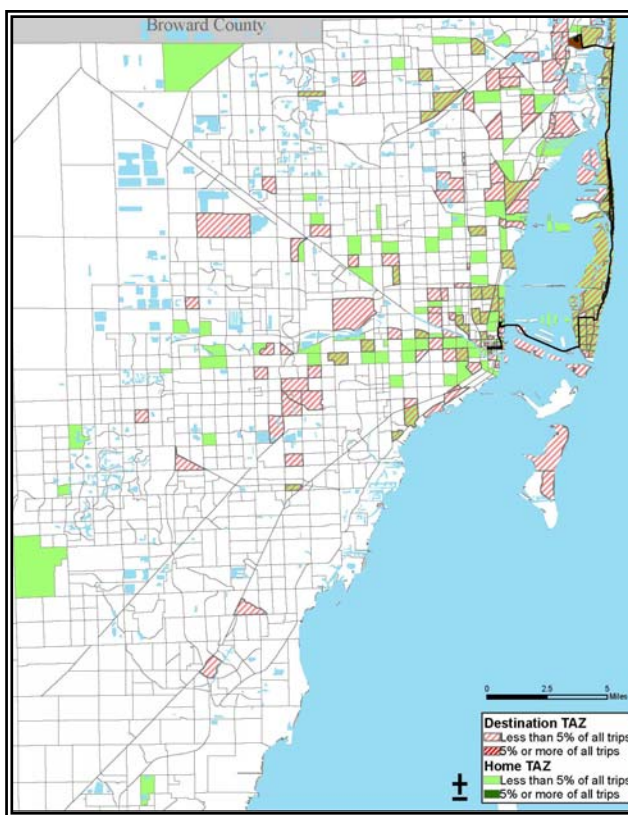 Broward County
0 2.5 5
Miles
Destination TAZ
Less than 5% of all trips
5% or more of all trips
Home TAZ
Less than 5% of all trips
5% or more of all trips